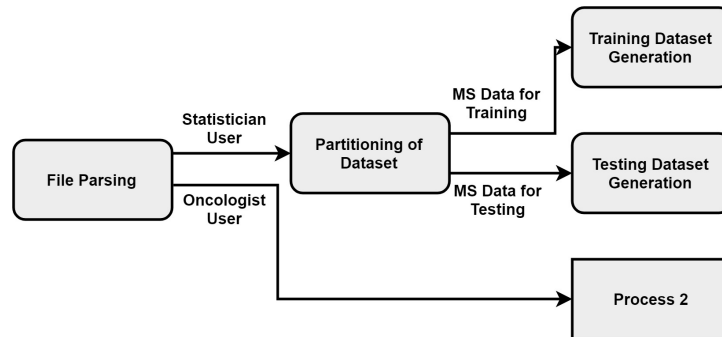 Training Dataset
Generation
MS Data for
Training
Statistician
User
Partitioning of
Dataset
File Parsing
Testing Dataset
Generation
MS Data for
Testing
Oncologist
User
Process 2